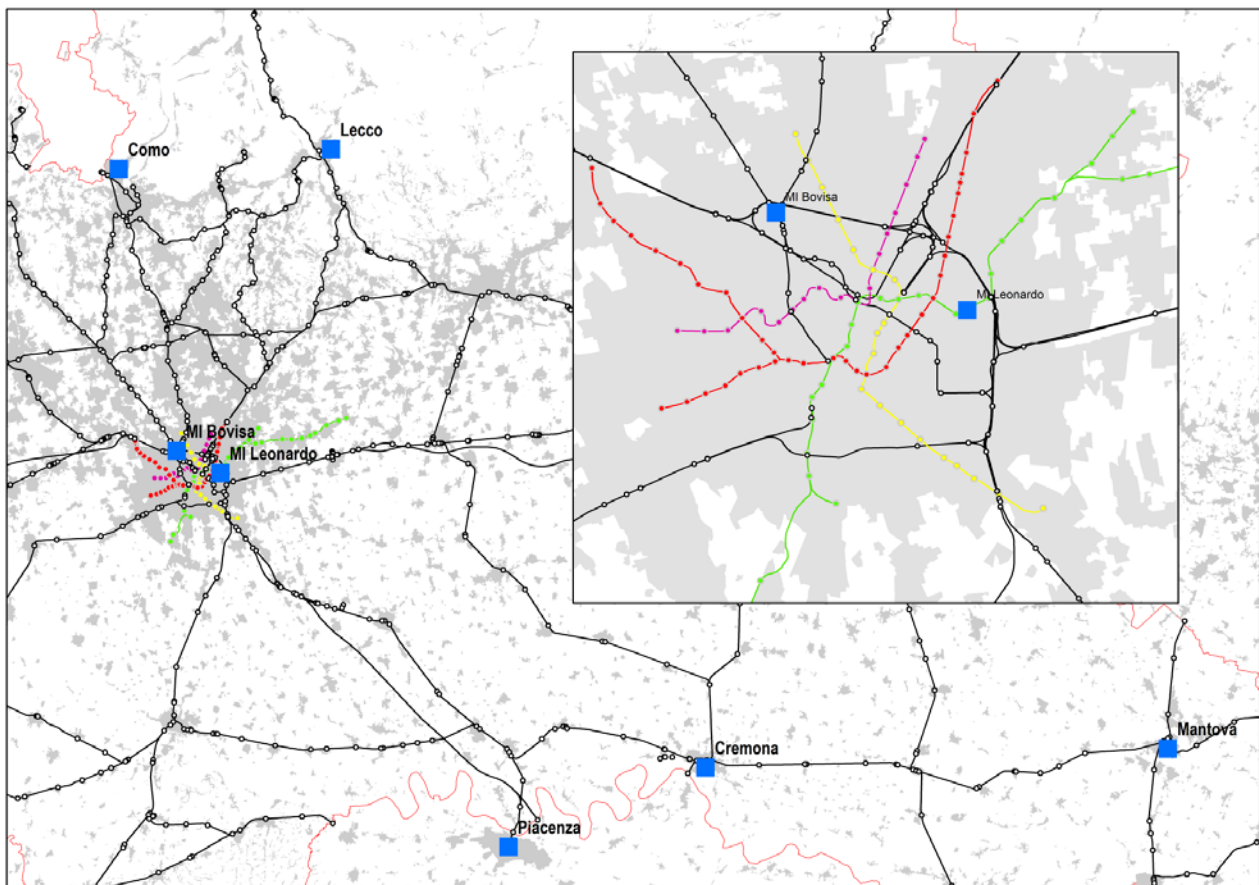 Lecco
Como
MI Bovisa
MI Leonardo
MI Bovisa
MI Leonardo
Mantova
Cremona
Piacenza